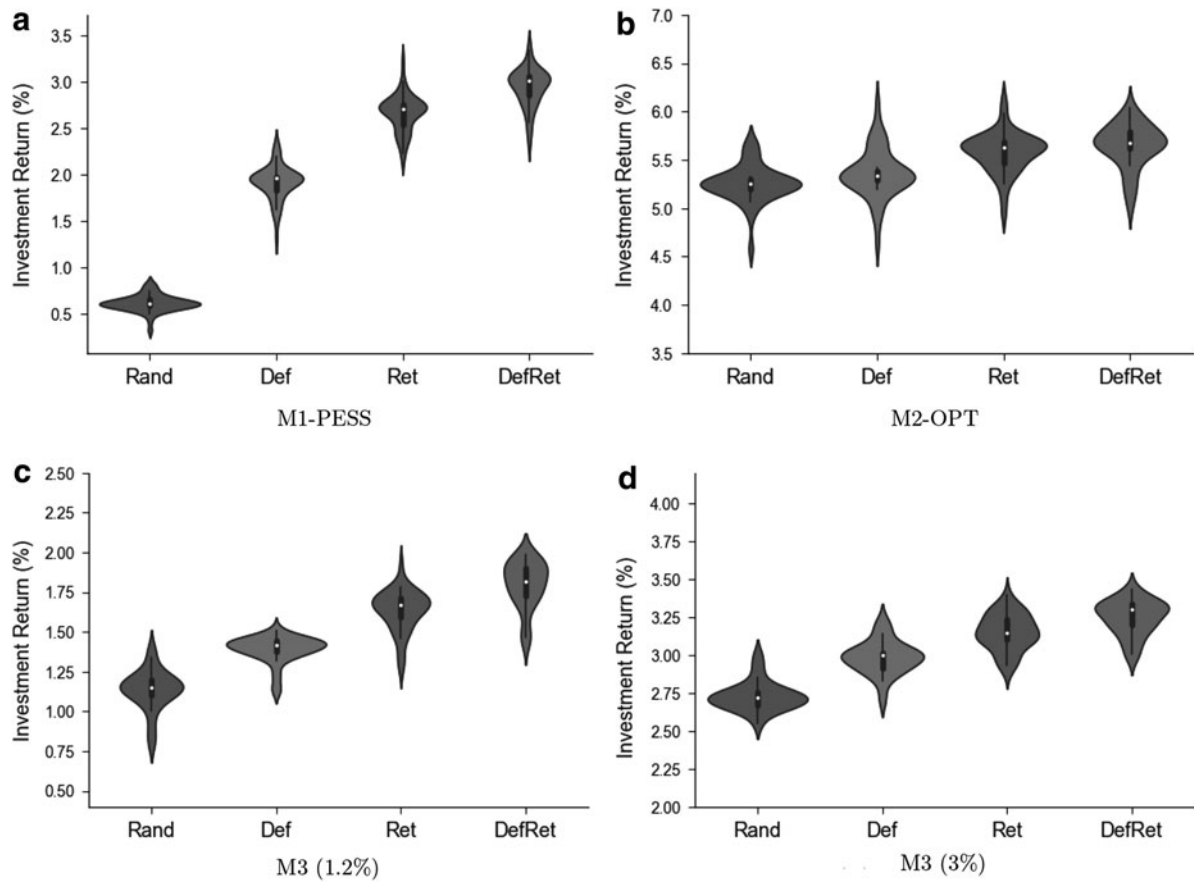 a
Investment Return (%)
3.5
3.0
2.5
2.0
1.5
1.0
0.5
Rand Def Ret DefRet
M1-PESS
b
Investment Return (%)
7.0
6.5
6.0
5.5
5.0
4.5
4.0
3.5
Rand Def Ret DefRet
M2-OPT
c
Investment Return (%)
2.50
2.25
2.00
1.75
1.50
1.25
1.00
0.75
0.50
Rand Def Ret DefRet
M3 (1.2%)
d
Investment Return (%)
4.00
3.75
3.50
3.25
3.00
2.75
2.50
2.25
2.00
Rand Def Ret DefRet
M3 (3%)